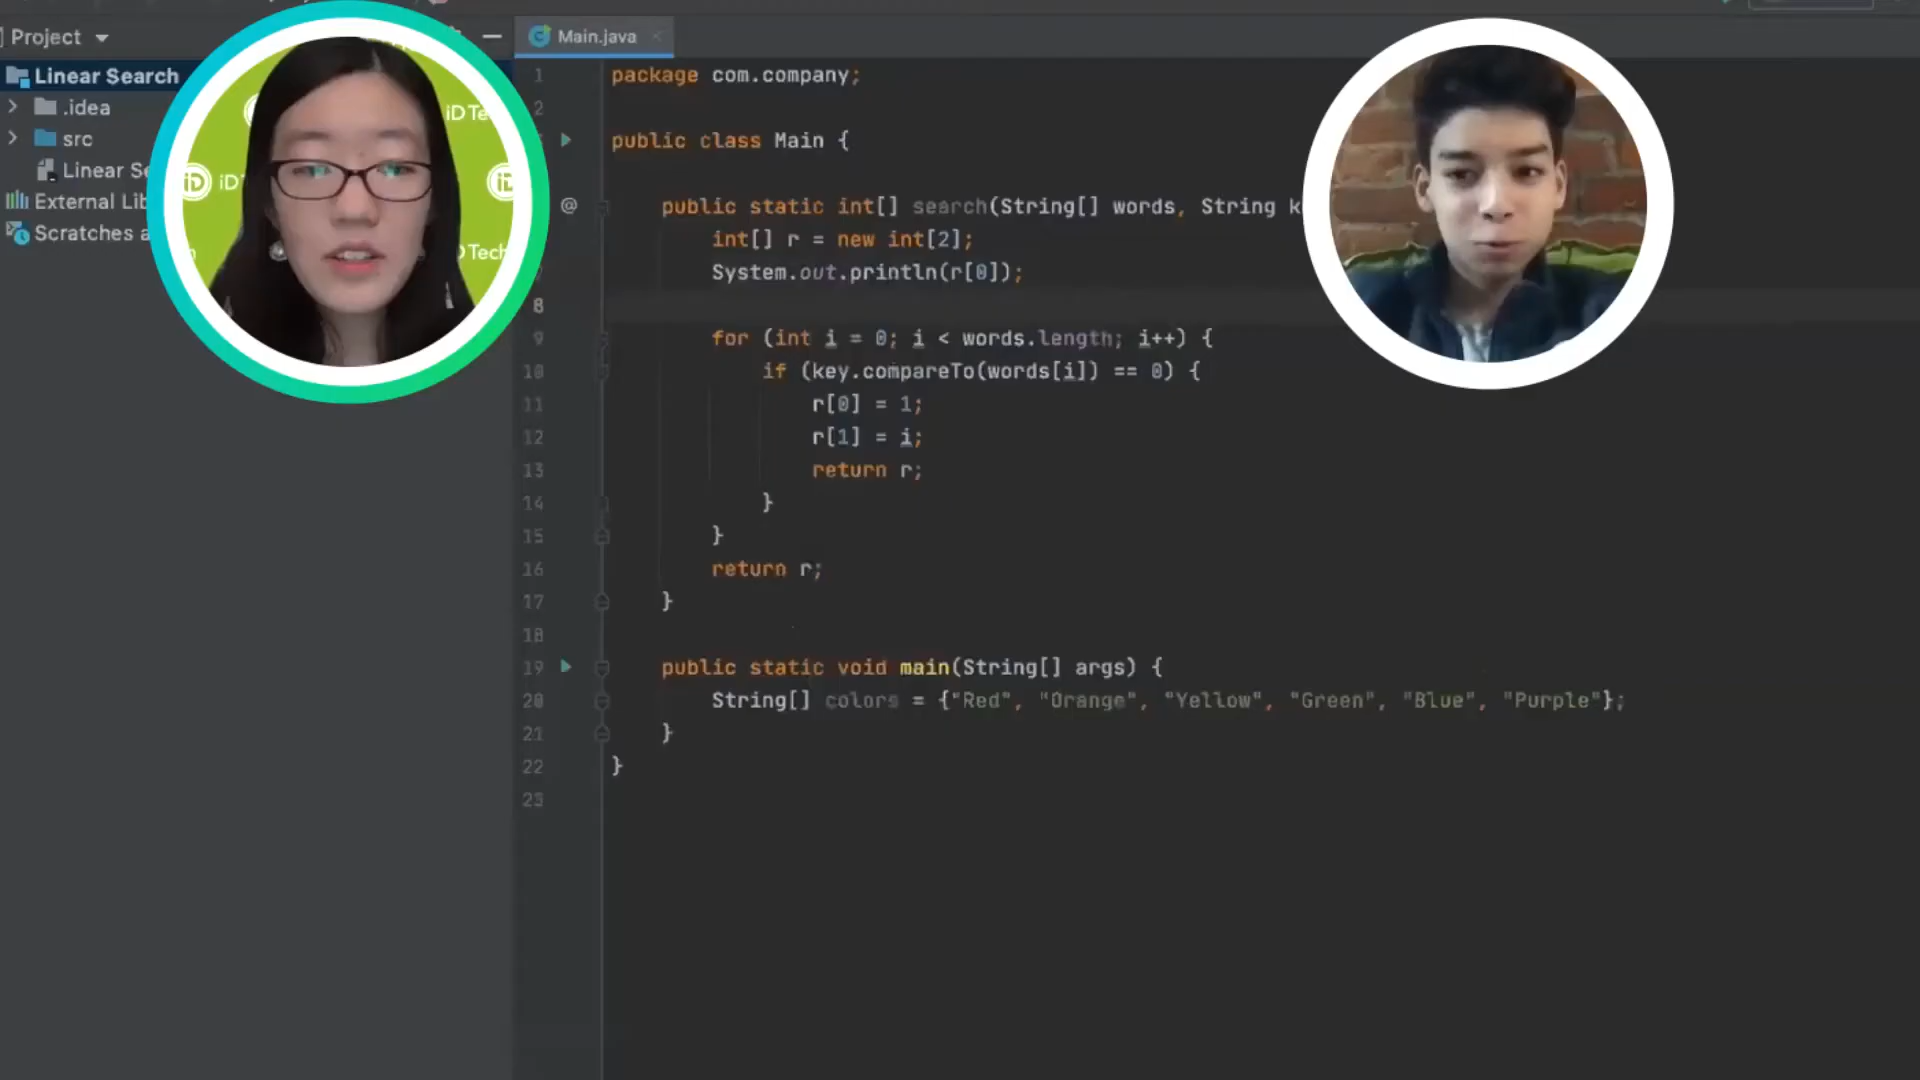 Project
Main.java
Linear Search
.idea
src
Linear Se
External Lib
Scratches a
iD Tech
iD
D Tech
1 package com.company;
2
public class Main {
@ public static int[] search(String[] words, String k
int[] r = new int[2];
System.out.println(r[0]);
8
9 for (int i = 0; i < words.length; i++) {
10 if (key.compareTo(words[i]) == 0) {
11 r[0] = 1;
12 r[1] = i;
13 return r;
14 }
15 }
16 return r;
17 }
18
19 public static void main(String[] args) {
20 String[] colors = {"Red", "Orange", "Yellow", "Green", "Blue", "Purple"};
21 }
22 }
23